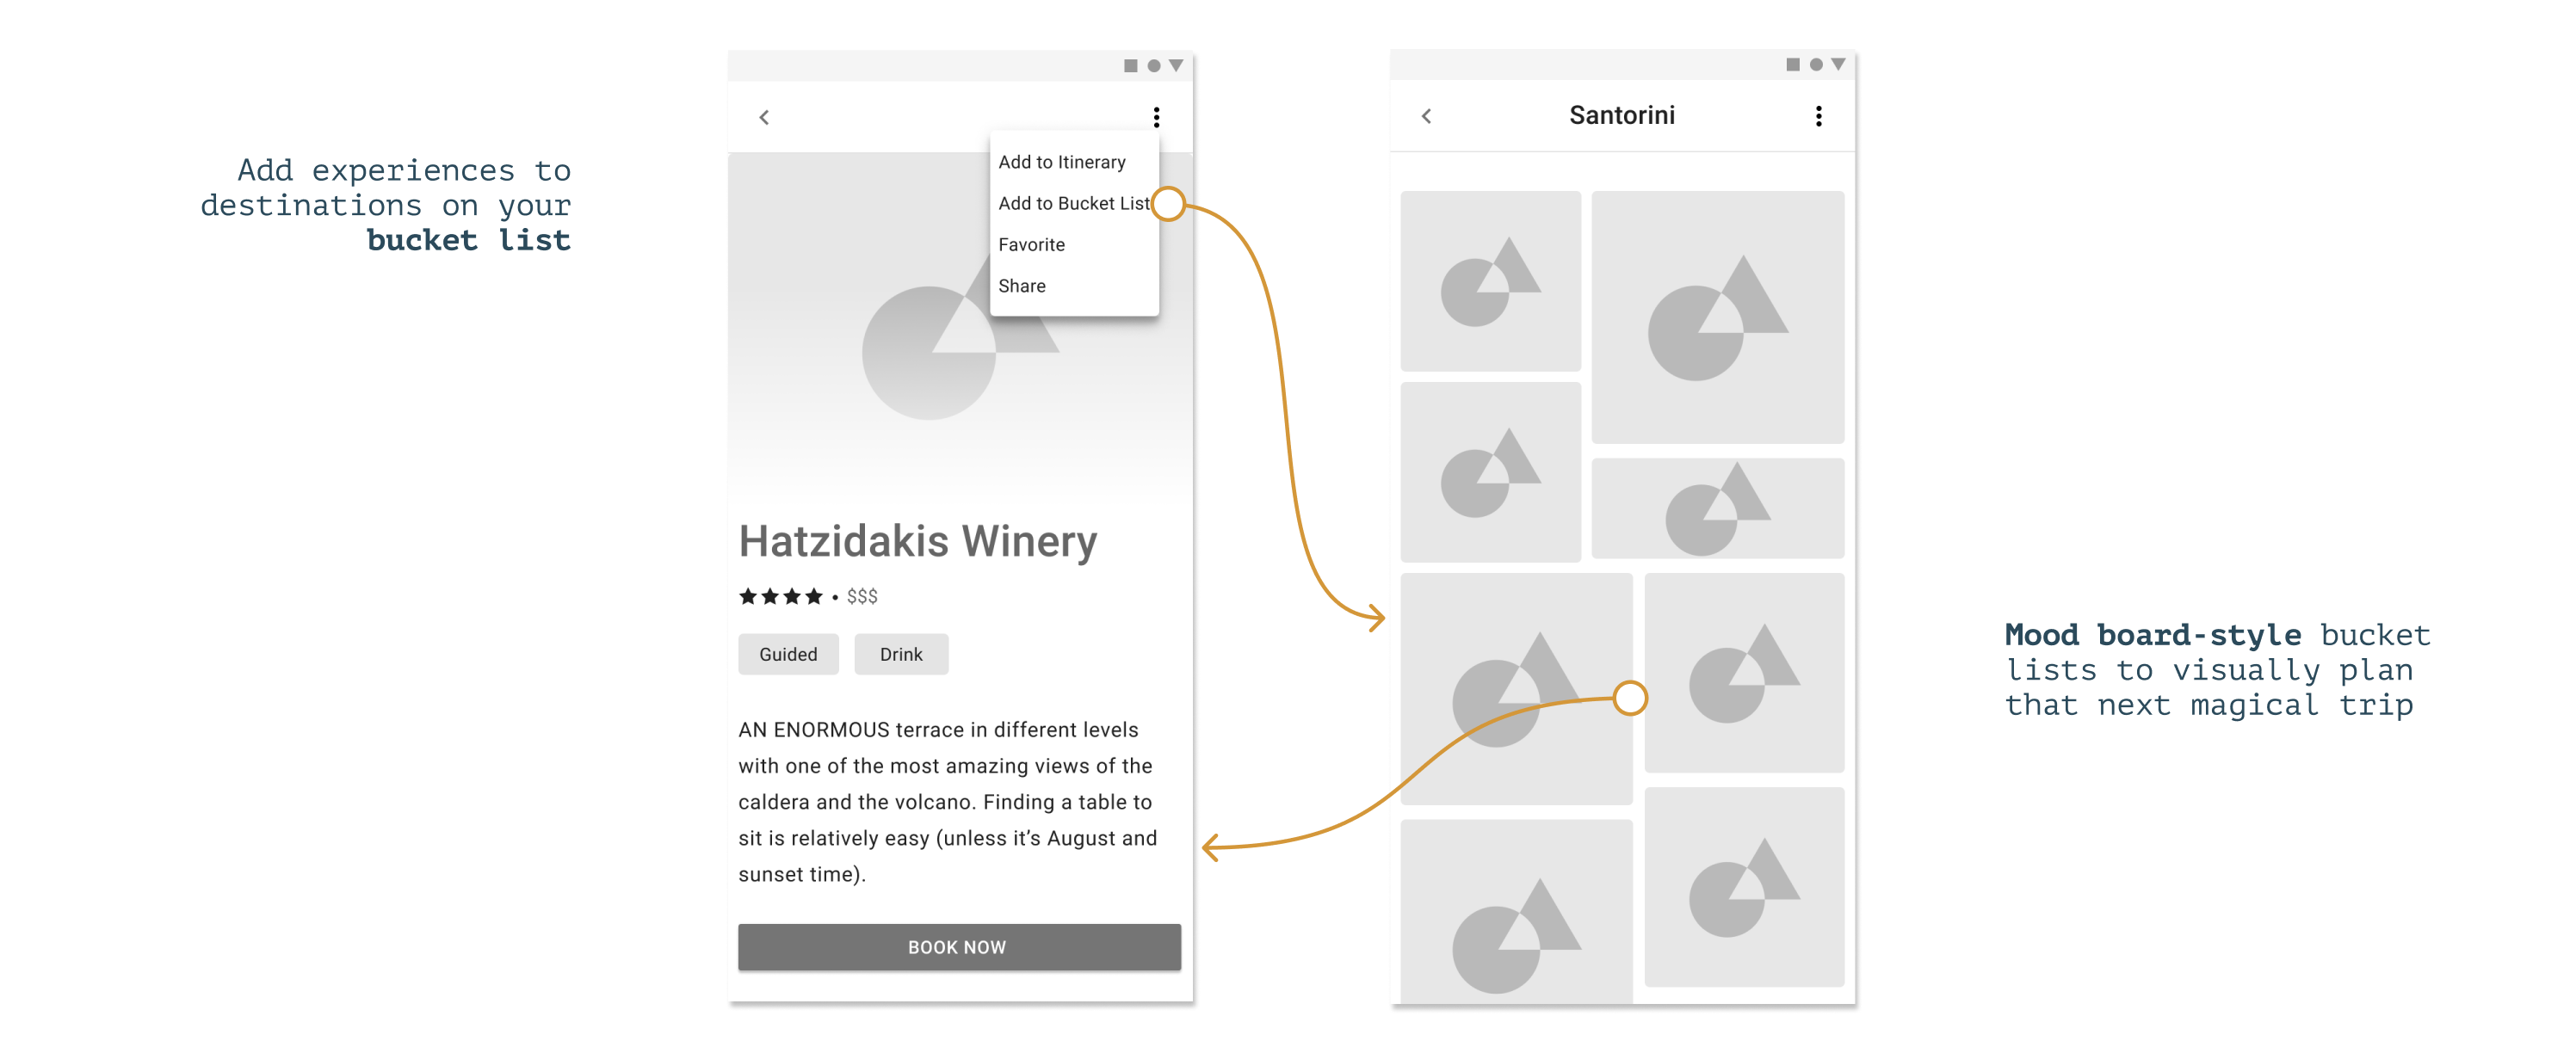 Add experiences to
destinations on your
bucket list
Add to Itinerary
Add to Bucket List
Favorite
Share
Hatzidakis Winery
$$$
Guided
Drink
AN ENORMOUS terrace in different levels
with one of the most amazing views of the
caldera and the volcano. Finding a table to
sit is relatively easy (unless it’s August and
sunset time).
BOOK NOW
Santorini
Mood board-style bucket
lists to visually plan
that next magical trip